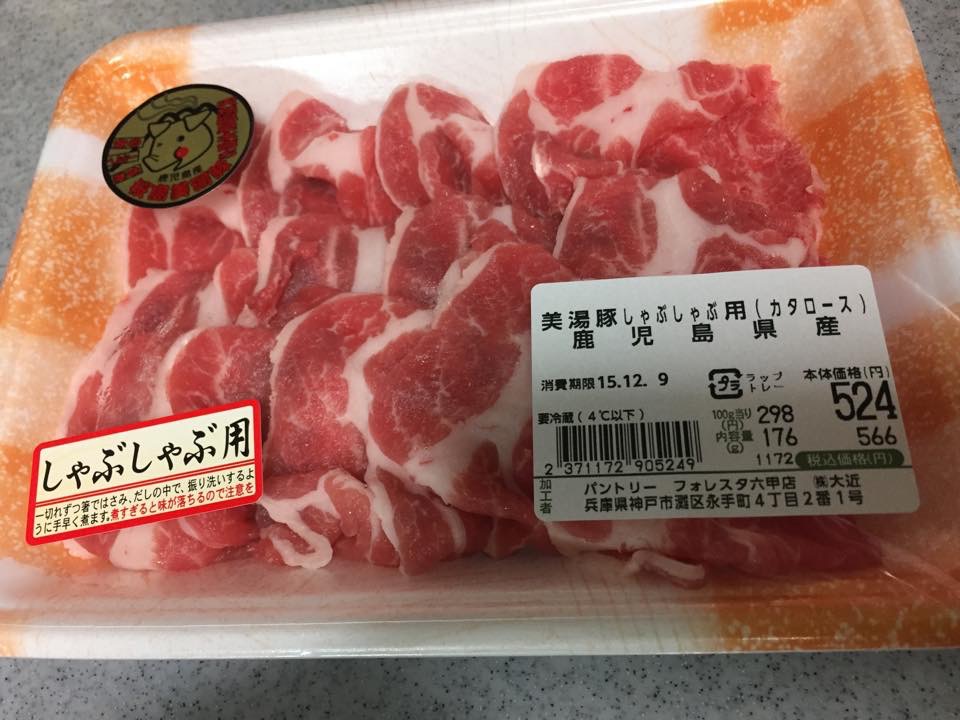 鹿児島県産
美湯豚しゃぶしゃぶ用(カタロース)
鹿児島県産
消費期限15.12. 9
プラ
ラップ
トレー
本体価格(円)
524
要冷蔵(4℃以下)
100g当り(円) 298
566
内容量(g) 176
1172 税込価格(円)
2 371172 905249
加工者
パントリー フォレスタ六甲店 ㈱大近
兵庫県神戸市灘区永手町4丁目2番1号
しゃぶしゃぶ用
一切れずつ箸ではさみ、だしの中で、振り洗いするよ
うに手早く煮ます。煮すぎると味が落ちるので注意を